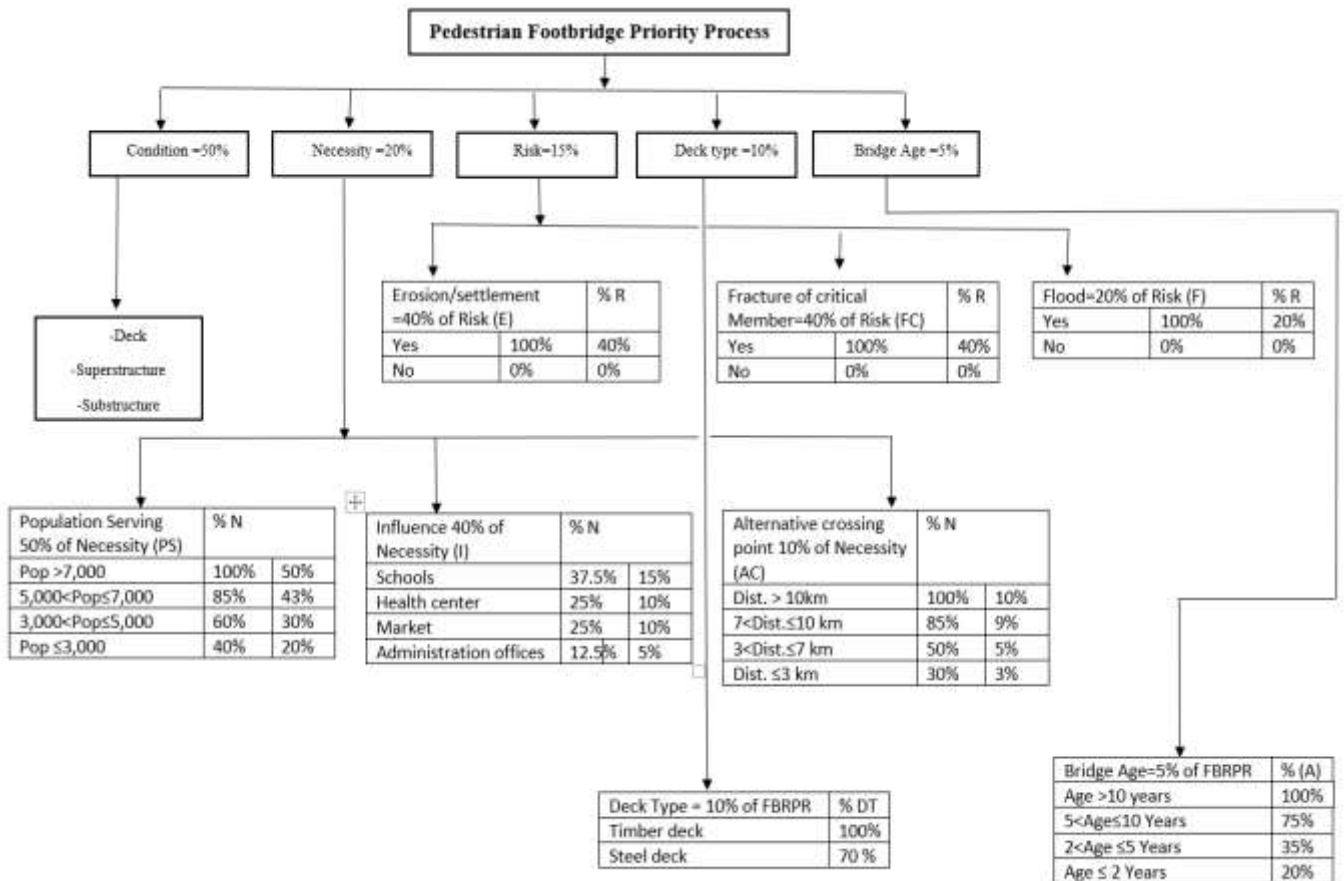 Pedestrian Footbridge Priority Process
Condition =50%
Necessity =20%
Risk=15%
Deck type =10%
Bridge Age =5%
Erosion/settlement % R
=40% of Risk (E)
Yes 100% 40%
No 0% 0%
Fracture of critical % R
Member=40% of Risk (FC)
Yes 100% 40%
No 0% 0%
Flood=20% of Risk (F) % R
Yes 100% 20%
No 0% 0%
-Deck
-Superstructure
-Substructure
Population Serving % N
50% of Necessity (PS)
Pop >7,000 100% 50%
5,000<Pop≤7,000 85% 43%
3,000<Pop≤5,000 60% 30%
Pop ≤3,000 40% 20%
Influence 40% of % N
Necessity (I)
Schools 37.5% 15%
Health center 25% 10%
Market 25% 10%
Administration offices 12.5% 5%
Alternative crossing % N
point 10% of Necessity
(AC)
Dist. > 10km 100% 10%
7<Dist.≤10 km 85% 9%
3<Dist.≤7 km 50% 5%
Dist. ≤3 km 30% 3%
Deck Type = 10% of FBRPR % DT
Timber deck 100%
Steel deck 70 %
Bridge Age=5% of FBRPR % (A)
Age >10 years 100%
5<Age≤10 Years 75%
2<Age ≤5 Years 35%
Age ≤ 2 Years 20%